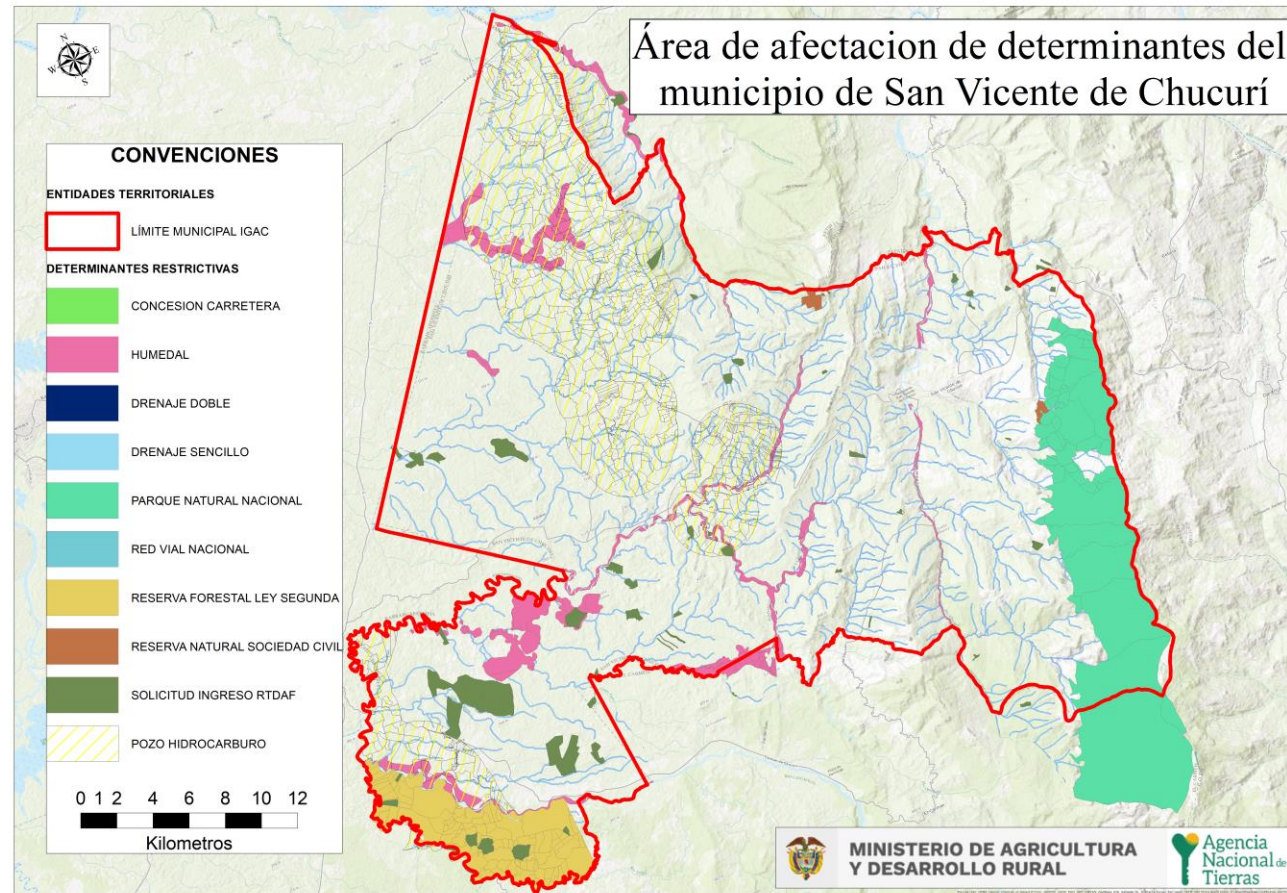 Área de afectacion de determinantes del
municipio de San Vicente de Chucurí
N
E
W
S
CONVENCIONES
ENTIDADES TERRITORIALES
LÍMITE MUNICIPAL IGAC
DETERMINANTES RESTRICTIVAS
CONCESION CARRETERA
HUMEDAL
DRENAJE DOBLE
DRENAJE SENCILLO
PARQUE NATURAL NACIONAL
RED VIAL NACIONAL
RESERVA FORESTAL LEY SEGUNDA
RESERVA NATURAL SOCIEDAD CIVIL
SOLICITUD INGRESO RTDAF
POZO HIDROCARBURO
0 1 2 4 6 8 10 12
Kilometros
MINISTERIO DE AGRICULTURA
Y DESARROLLO RURAL
Agencia
Nacional de
Tierras